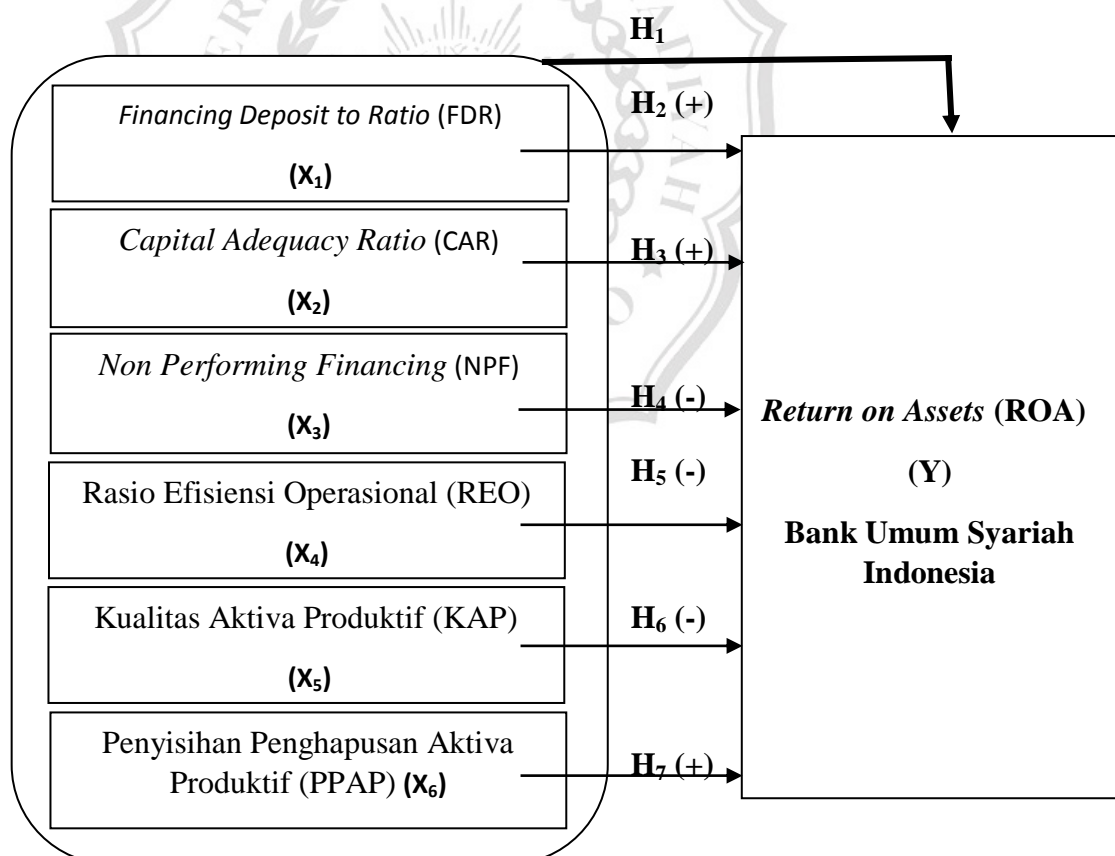 H₁
Financing Deposit to Ratio (FDR)
(X₁)
H₂ (+)
Capital Adequacy Ratio (CAR)
(X₂)
H₃ (+)
Non Performing Financing (NPF)
(X₃)
H₄ (-)
Rasio Efisiensi Operasional (REO)
(X₄)
H₅ (-)
Kualitas Aktiva Produktif (KAP)
(X₅)
H₆ (-)
Penyisihan Penghapusan Aktiva
Produktif (PPAP) (X₆)
H₇ (+)
Return on Assets (ROA)
(Y)
Bank Umum Syariah
Indonesia